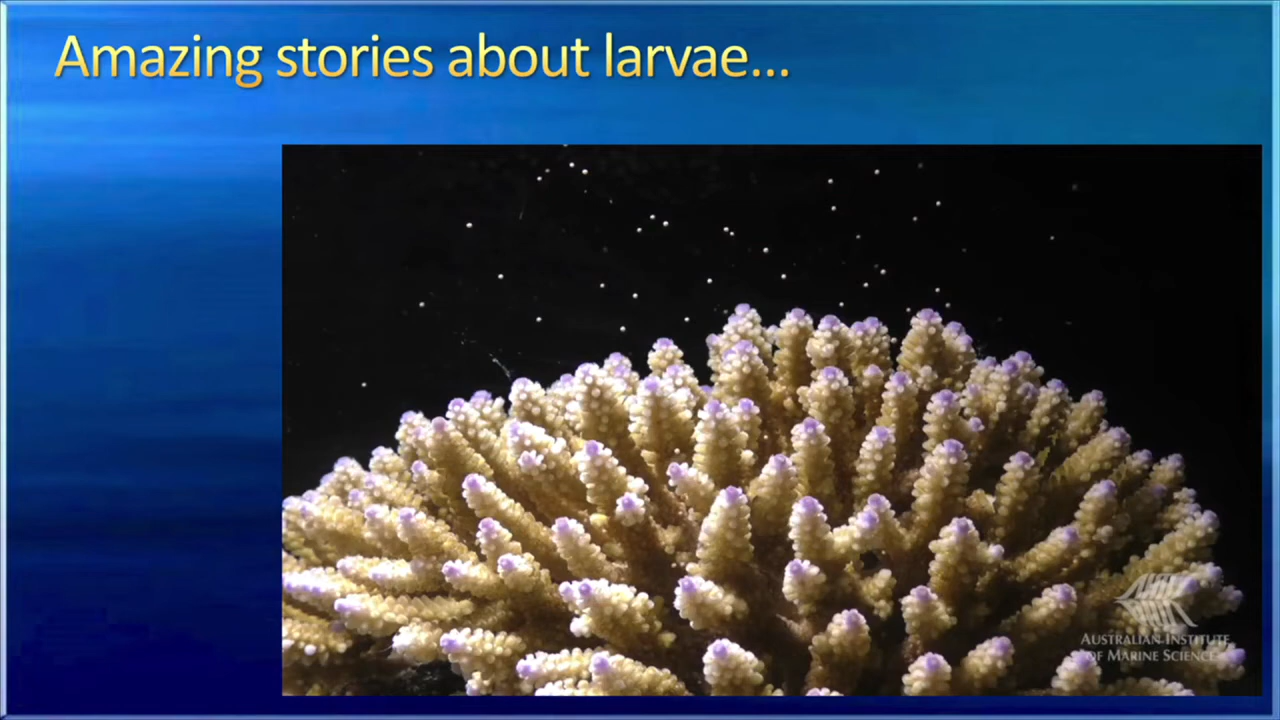 Amazing stories about larvae...
AUSTRALIAN INSTITUTE
OF MARINE SCIENCE